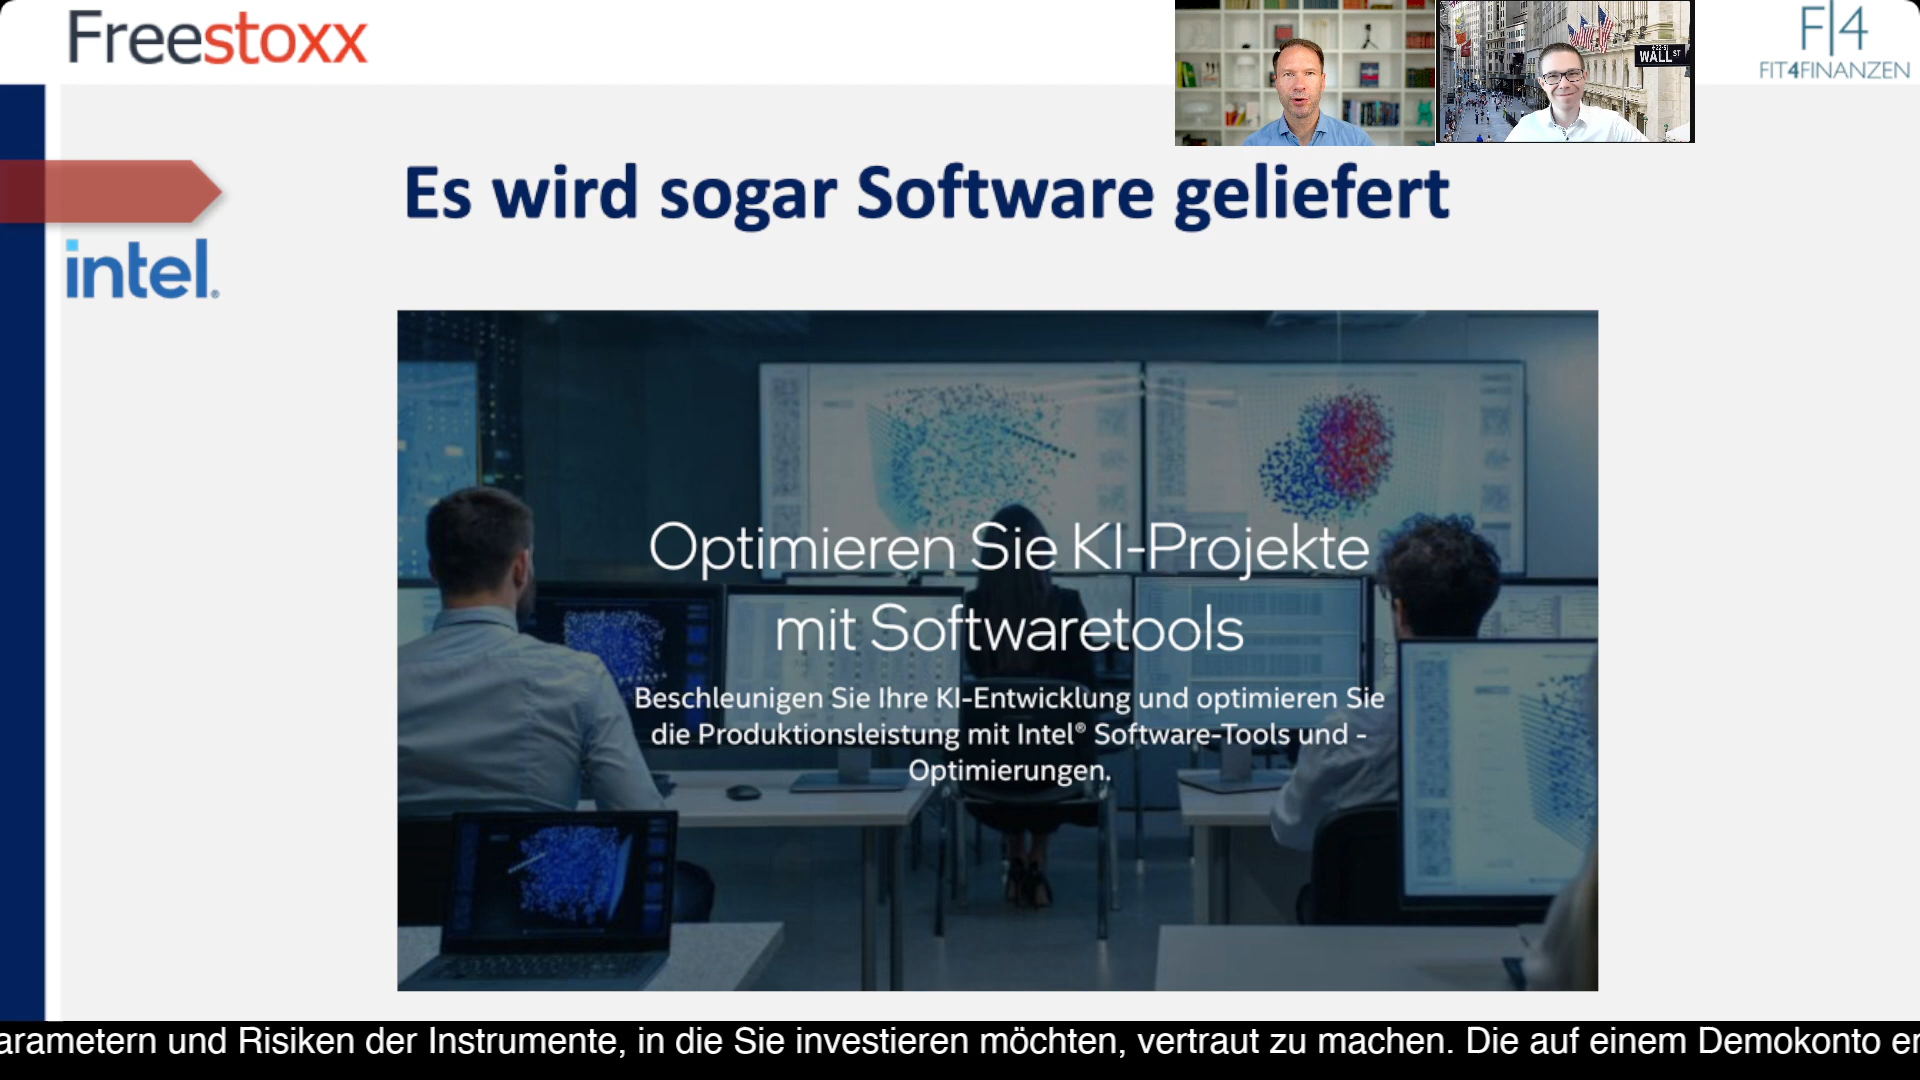 Freestoxx
WALL ST
F|4
FIT4FINANZEN
Es wird sogar Software geliefert
intel®
Optimieren Sie KI-Projekte
mit Softwaretools
Beschleunigen Sie Ihre KI-Entwicklung und optimieren Sie
die Produktionsleistung mit Intel® Software-Tools und -
Optimierungen.
arametern und Risiken der Instrumente, in die Sie investieren möchten, vertraut zu machen. Die auf einem Demokonto er